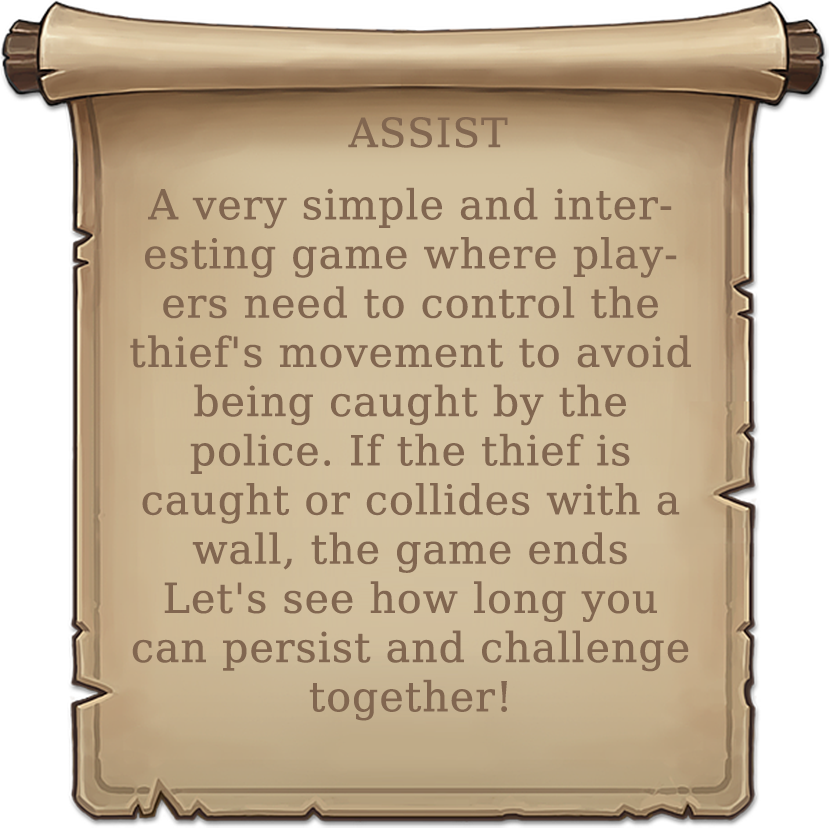 ASSIST
A very simple and inter-
esting game where play-
ers need to control the
thief's movement to avoid
being caught by the
police. If the thief is
caught or collides with a
wall, the game ends
Let's see how long you
can persist and challenge
together!